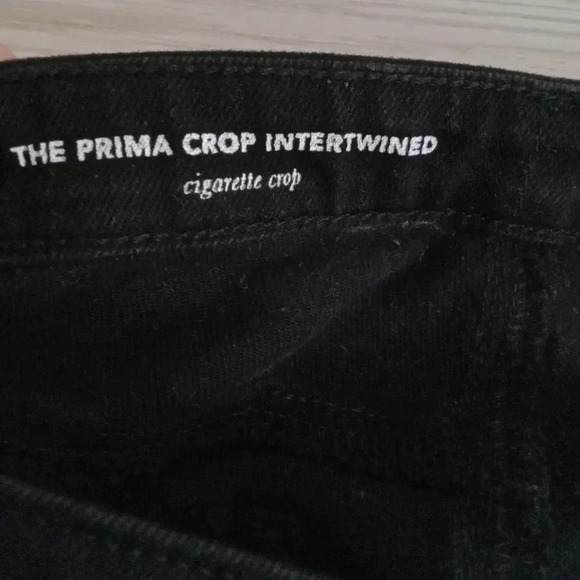 THE PRIMA CROP INTERTWINED
cigarette crop